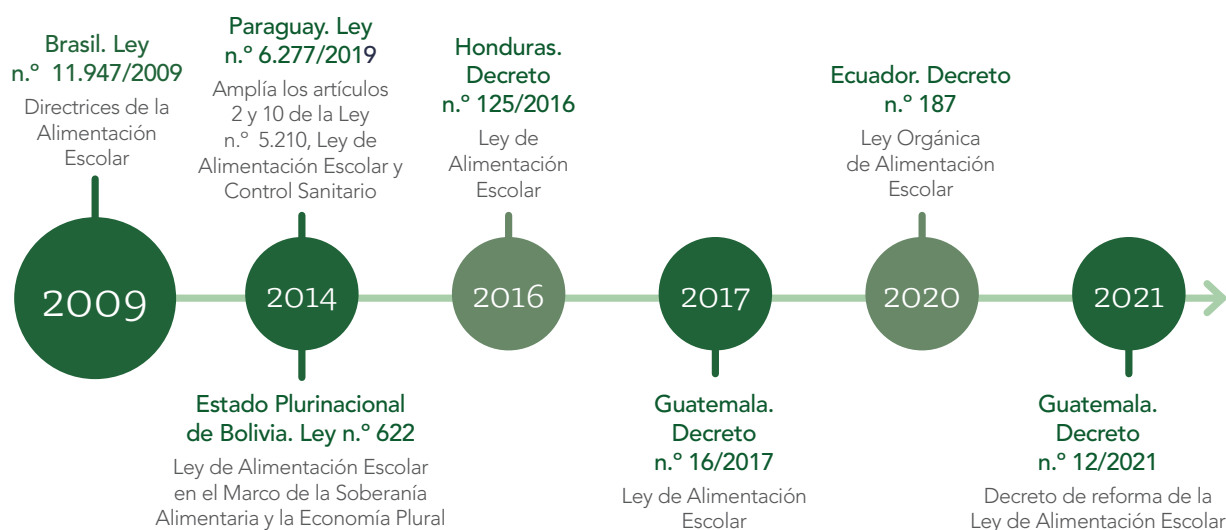 Brasil. Ley
n.º 11.947/2009
Directrices de la
Alimentación
Escolar
Paraguay. Ley
n.º 6.277/2019
Amplía los artículos
2 y 10 de la Ley
n.º 5.210, Ley de
Alimentación Escolar y
Control Sanitario
Honduras.
Decreto
n.º 125/2016
Ley de
Alimentación
Escolar
Ecuador. Decreto
n.º 187
Ley Orgánica
de Alimentación
Escolar
2009
2014
2016
2017
2020
2021
Estado Plurinacional
de Bolivia. Ley n.º 622
Ley de Alimentación Escolar
en el Marco de la Soberanía
Alimentaria y la Economía Plural
Guatemala.
Decreto
n.º 16/2017
Ley de Alimentación
Escolar
Guatemala.
Decreto
n.º 12/2021
Decreto de reforma de la
Ley de Alimentación Escolar